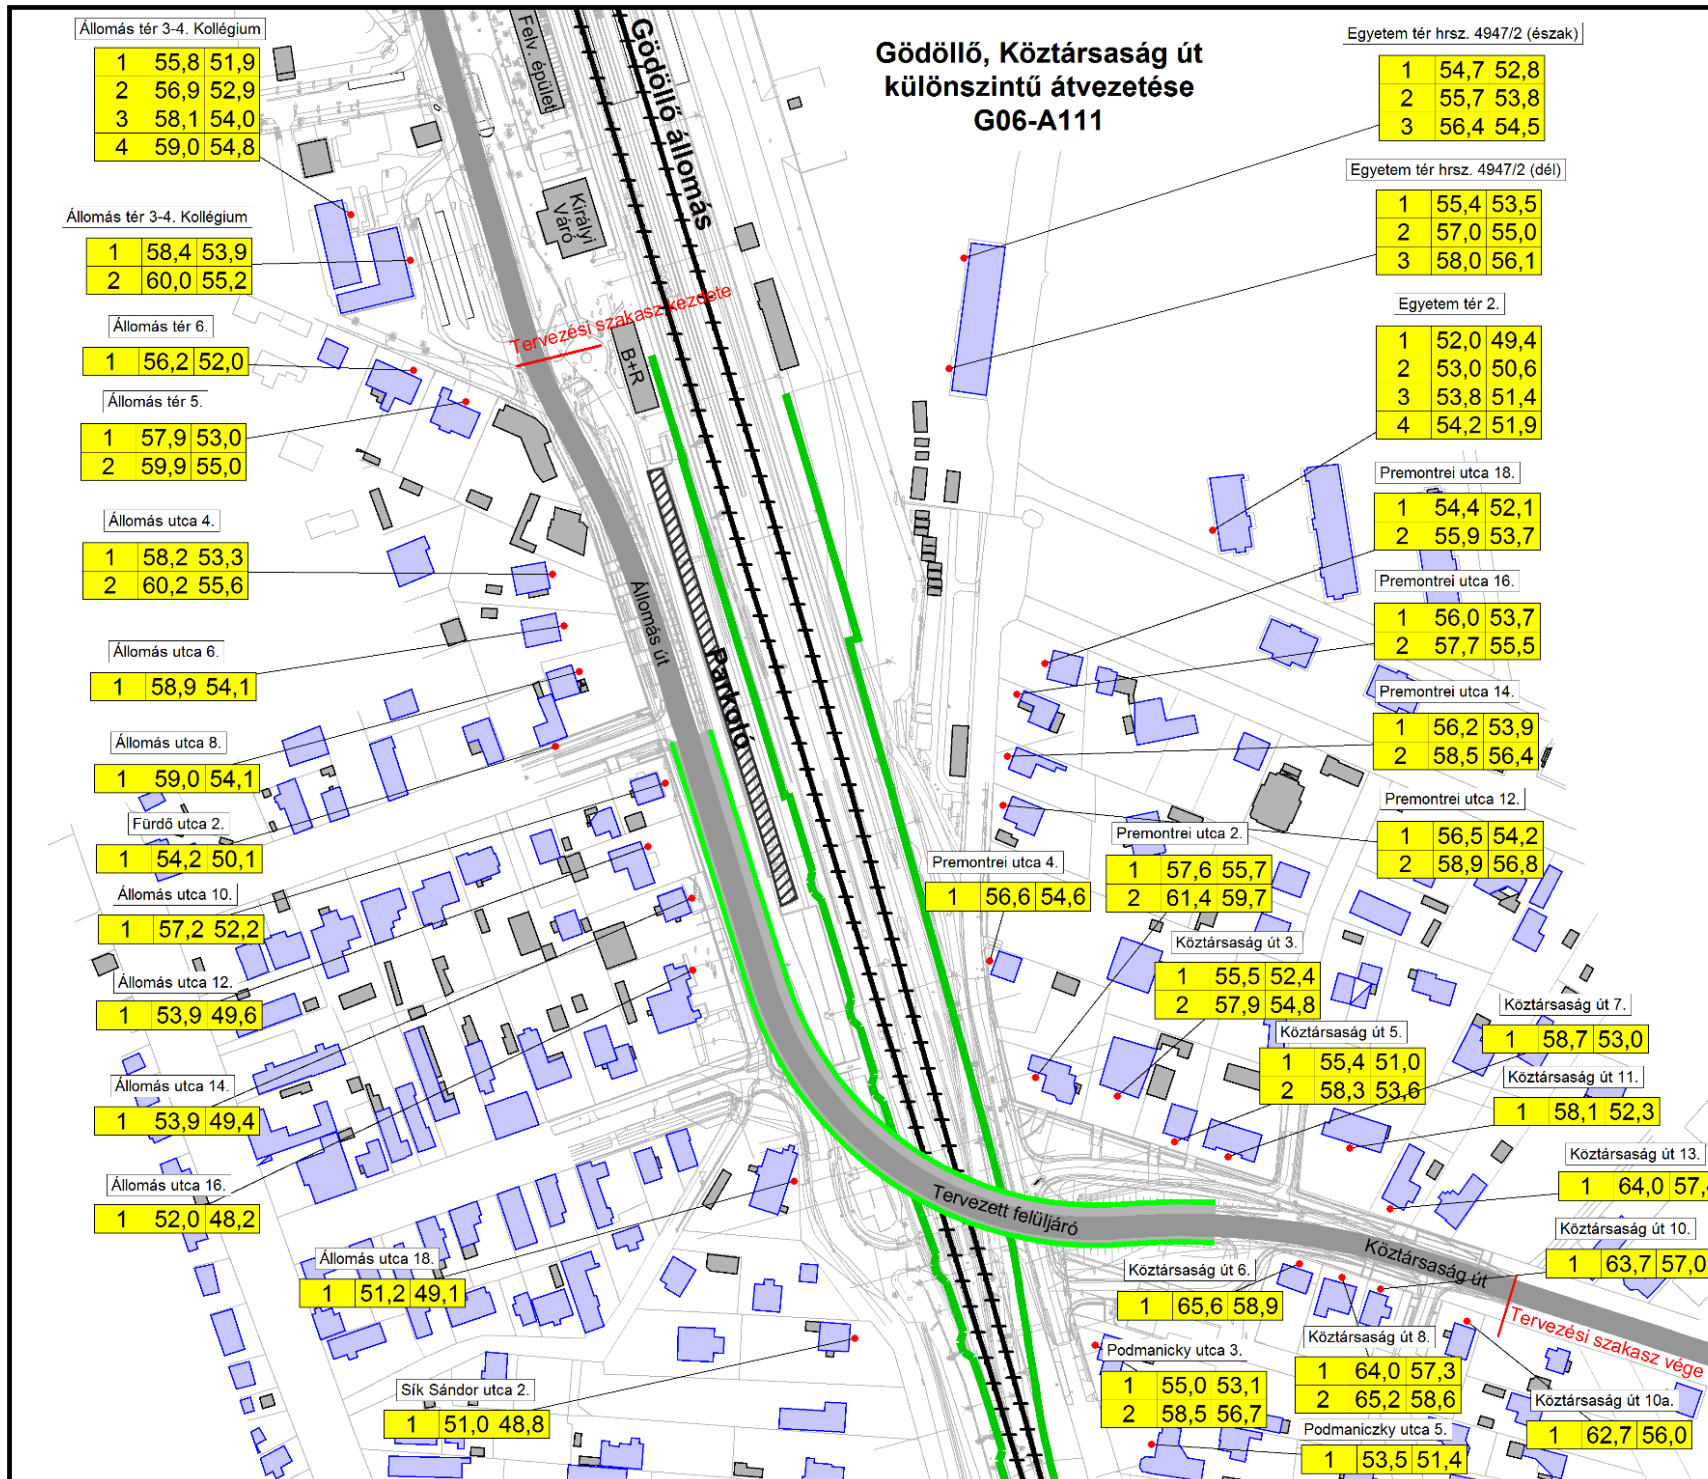 Gödöllő, Köztársaság út
különszintű átvezetése
G06-A111
Állomás tér 3-4. Kollégium
1 55,8 51,9
2 56,9 52,9
3 58,1 54,0
4 59,0 54,8
Állomás tér 3-4. Kollégium
1 58,4 53,9
2 60,0 55,2
Állomás tér 6.
1 56,2 52,0
Állomás tér 5.
1 57,9 53,0
2 59,9 55,0
Állomás utca 4.
1 58,2 53,3
2 60,2 55,6
Állomás utca 6.
1 58,9 54,1
Állomás utca 8.
1 59,0 54,1
Fürdő utca 2.
1 54,2 50,1
Állomás utca 10.
1 57,2 52,2
Állomás utca 12.
1 53,9 49,6
Állomás utca 14.
1 53,9 49,4
Állomás utca 16.
1 52,0 48,2
Állomás utca 18.
1 51,2 49,1
Sík Sándor utca 2.
1 51,0 48,8
Felv. épület
Gödöllő állomás
Királyi
Váró
Tervezési szakasz kezdete
B+R
Állomás út
Parkoló
Tervezett felüljáró
Köztársaság út
Tervezési szakasz vége
Egyetem tér hrsz. 4947/2 (észak)
1 54,7 52,8
2 55,7 53,8
3 56,4 54,5
Egyetem tér hrsz. 4947/2 (dél)
1 55,4 53,5
2 57,0 55,0
3 58,0 56,1
Egyetem tér 2.
1 52,0 49,4
2 53,0 50,6
3 53,8 51,4
4 54,2 51,9
Premontrei utca 18.
1 54,4 52,1
2 55,9 53,7
Premontrei utca 16.
1 56,0 53,7
2 57,7 55,5
Premontrei utca 14.
1 56,2 53,9
2 58,5 56,4
Premontrei utca 12.
1 56,5 54,2
2 58,9 56,8
Premontrei utca 2.
1 57,6 55,7
2 61,4 59,7
Premontrei utca 4.
1 56,6 54,6
Köztársaság út 3.
1 55,5 52,4
2 57,9 54,8
Köztársaság út 5.
1 55,4 51,0
2 58,3 53,6
Köztársaság út 7.
1 58,7 53,0
Köztársaság út 11.
1 58,1 52,3
Köztársaság út 13.
1 64,0 57,
Köztársaság út 10.
1 63,7 57,0
Köztársaság út 6.
1 65,6 58,9
Köztársaság út 8.
1 64,0 57,3
2 65,2 58,6
Podmanicky utca 3.
1 55,0 53,1
2 58,5 56,7
Köztársaság út 10a.
1 62,7 56,0
Podmaniczky utca 5.
1 53,5 51,4